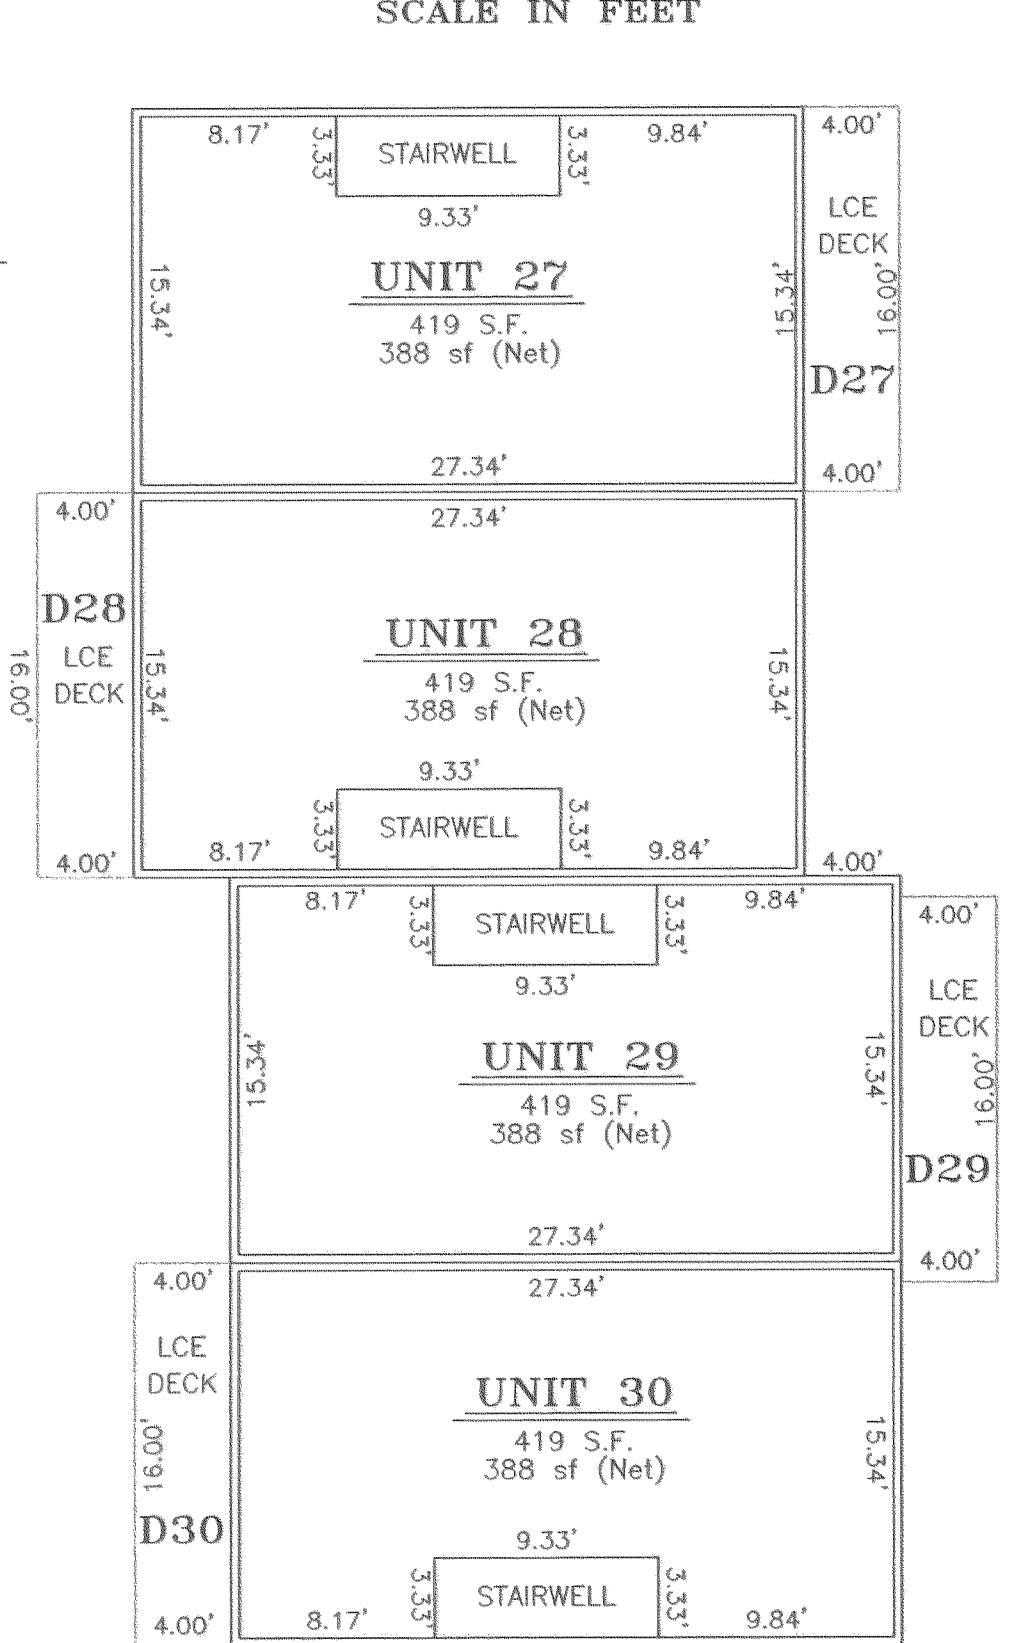 SCALE IN FEET
8.17'
3.33'
STAIRWELL
3.33'
9.84'
4.00'
9.33'
LCE
DECK
UNIT 27
15.34'
15.34'
16.00'
419 S.F.
388 sf (Net)
D27
27.34'
4.00'
4.00'
27.34'
D28
UNIT 28
LCE
DECK
16.00'
15.34'
15.34'
419 S.F.
388 sf (Net)
9.33'
3.33'
STAIRWELL
3.33'
4.00'
8.17'
9.84'
4.00'
8.17'
3.33'
STAIRWELL
3.33'
9.84'
4.00'
9.33'
LCE
DECK
UNIT 29
15.34'
15.34'
16.00'
419 S.F.
388 sf (Net)
D29
27.34'
4.00'
4.00'
27.34'
LCE
DECK
UNIT 30
16.00'
15.34'
419 S.F.
388 sf (Net)
D30
9.33'
3.33'
STAIRWELL
3.33'
4.00'
8.17'
9.84'